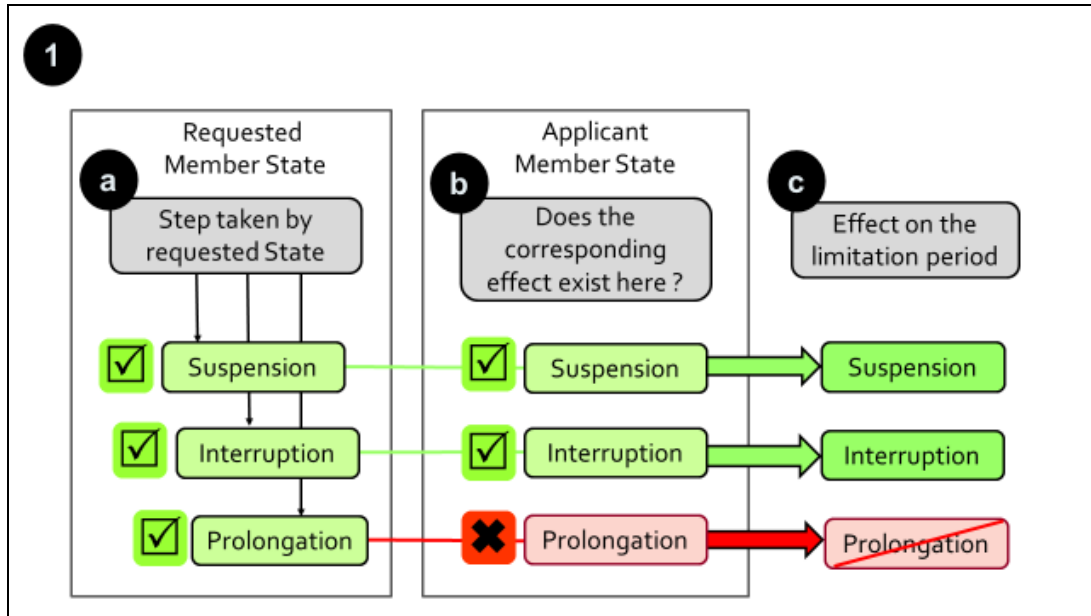 1
Requested
Member State
a
Step taken by
requested State
Suspension
Interruption
Prolongation
Applicant
Member State
b
Does the
corresponding
effect exist here ?
Suspension
Interruption
Prolongation
c
Effect on the
limitation period
Suspension
Interruption
Prolongation